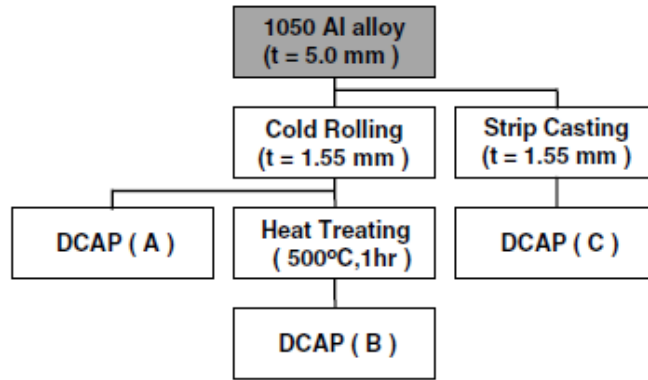 1050 Al alloy
(t = 5.0 mm )
Cold Rolling
(t = 1.55 mm )
Strip Casting
(t = 1.55 mm )
DCAP ( A )
Heat Treating
( 500ºC,1hr )
DCAP ( C )
DCAP ( B )